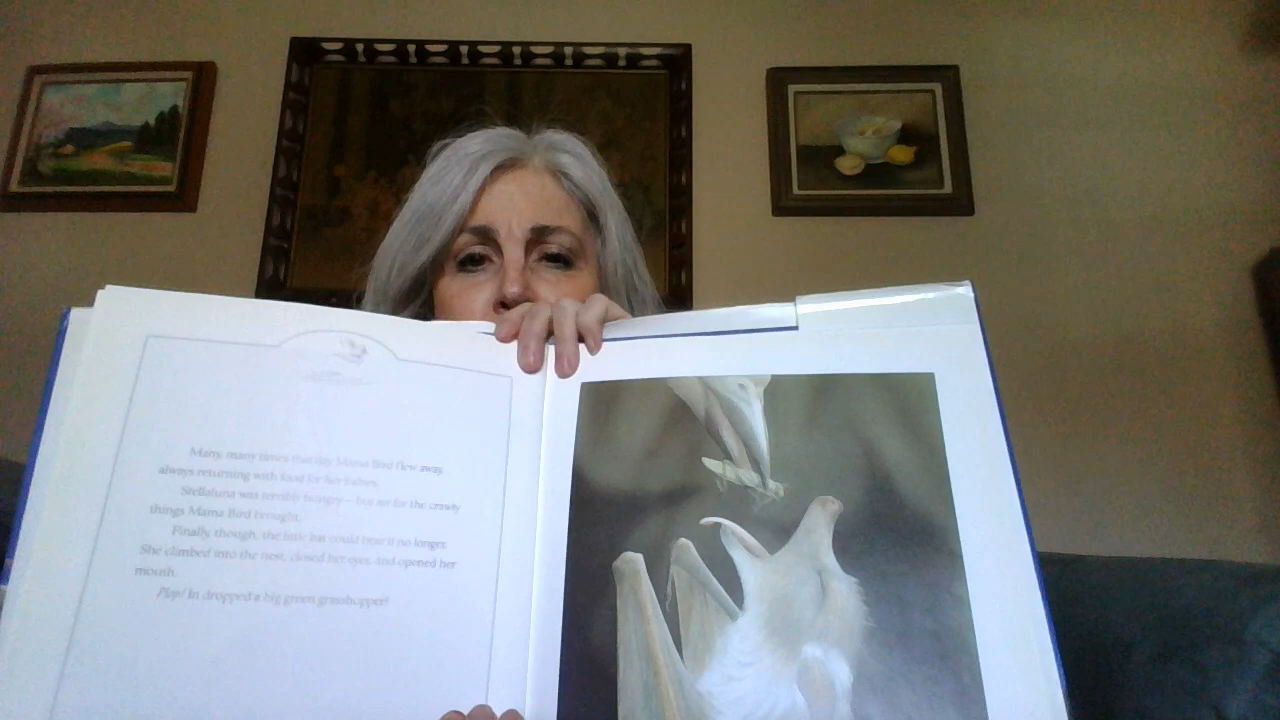 Many, many times that day Mama Bird flew away,
always returning with food for her babies.
Stellaluna was terribly hungry—but not for the crawly
things Mama Bird brought.
Finally, though, the little bat could bear it no longer.
She climbed into the nest, closed her eyes, and opened her
mouth.
Plop! In dropped a big green grasshopper!